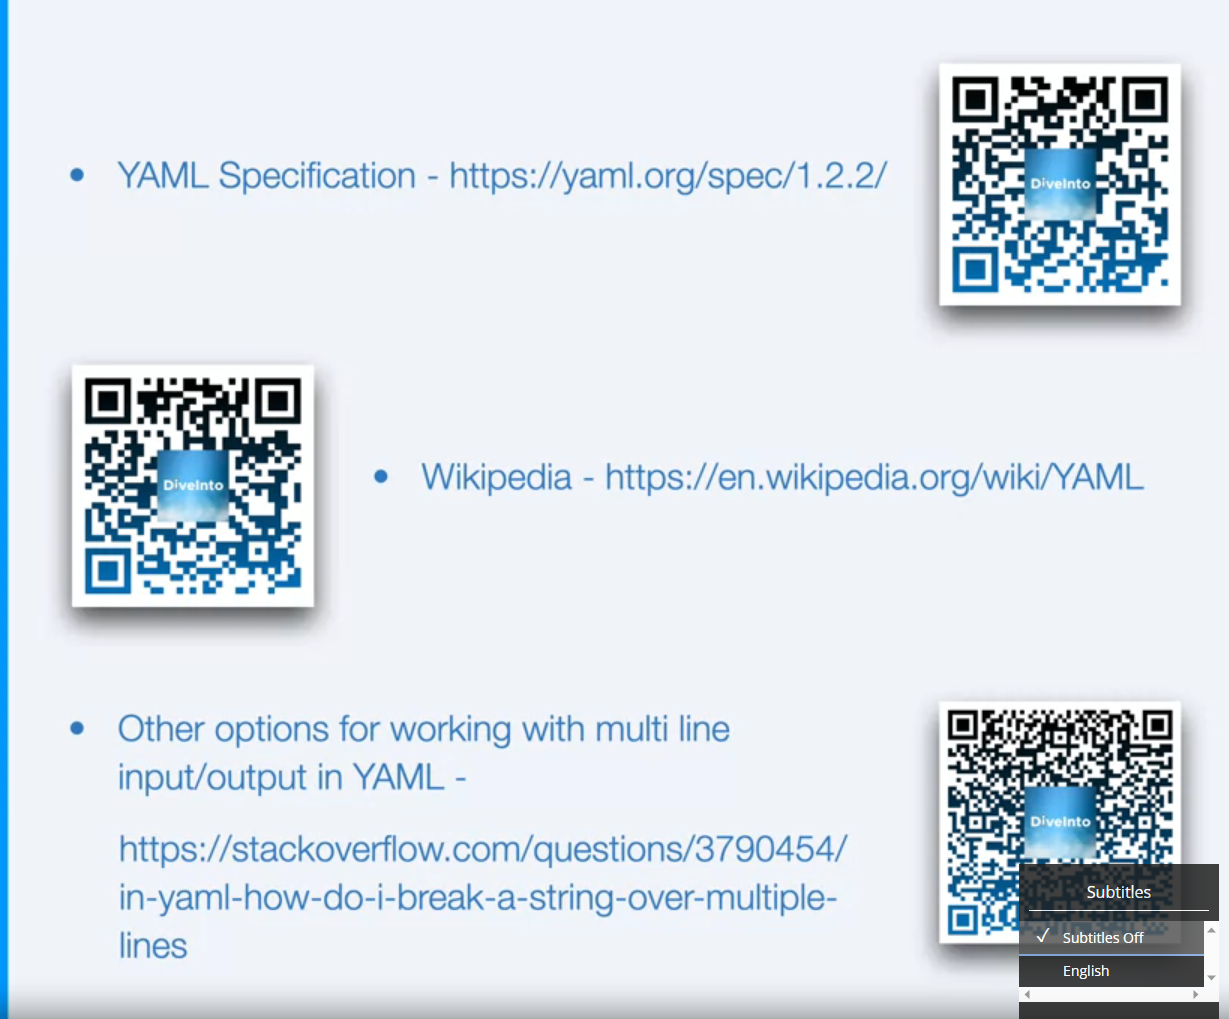 • YAML Specification - https://yaml.org/spec/1.2.2/
DiveInto
DiveInto
• Wikipedia - https://en.wikipedia.org/wiki/YAML
• Other options for working with multi line
input/output in YAML -
https://stackoverflow.com/questions/3790454/
in-yaml-how-do-i-break-a-string-over-multiple-
lines
DiveInto
Subtitles
✓ Subtitles Off
English